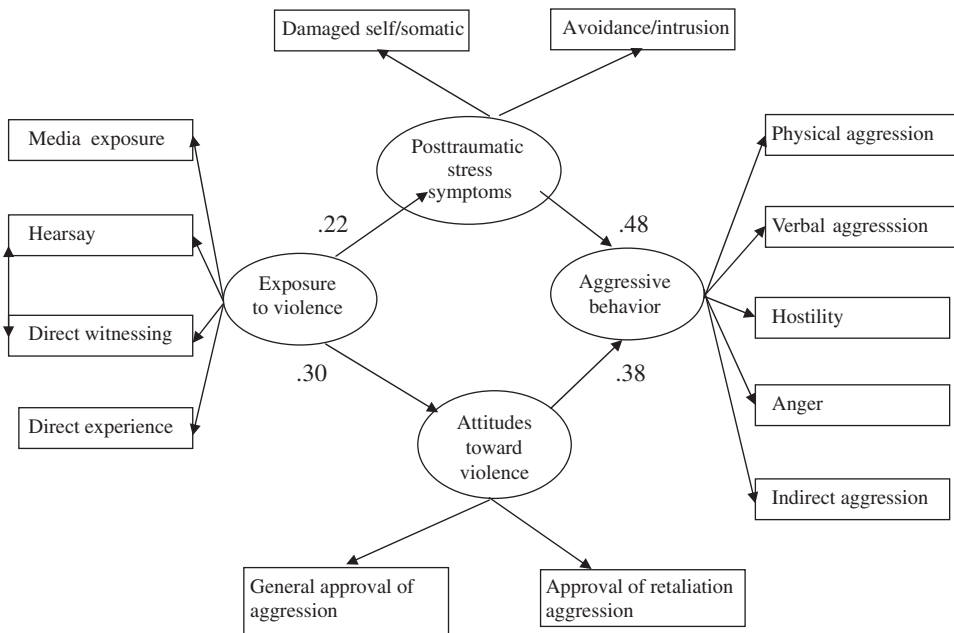 Damaged self/somatic
Avoidance/intrusion
Media exposure
Posttraumatic
stress
symptoms
Physical aggression
Hearsay
.22
.48
Verbal aggresssion
Exposure
to violence
Aggressive
behavior
Direct witnessing
Hostility
.30
.38
Direct experience
Attitudes
toward
violence
Anger
Indirect aggression
General approval of
aggression
Approval of retaliation
aggression